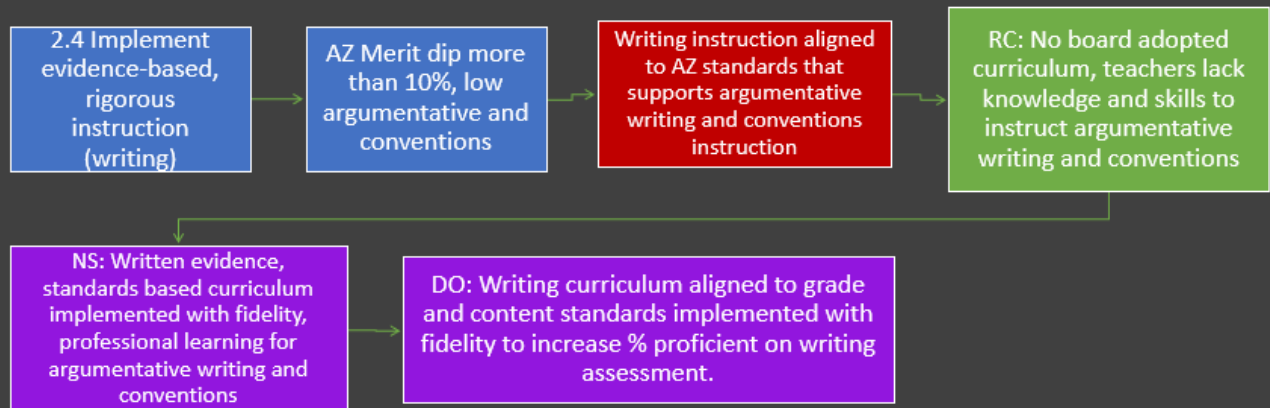 2.4 Implement
evidence-based,
rigorous
instruction
(writing)
AZ Merit dip more
than 10%, low
argumentative and
conventions
Writing instruction aligned
to AZ standards that
supports argumentative
writing and conventions
instruction
RC: No board adopted
curriculum, teachers lack
knowledge and skills to
instruct argumentative
writing and conventions
NS: Written evidence,
standards based curriculum
implemented with fidelity,
professional learning for
argumentative writing and
conventions
DO: Writing curriculum aligned to grade
and content standards implemented with
fidelity to increase % proficient on writing
assessment.